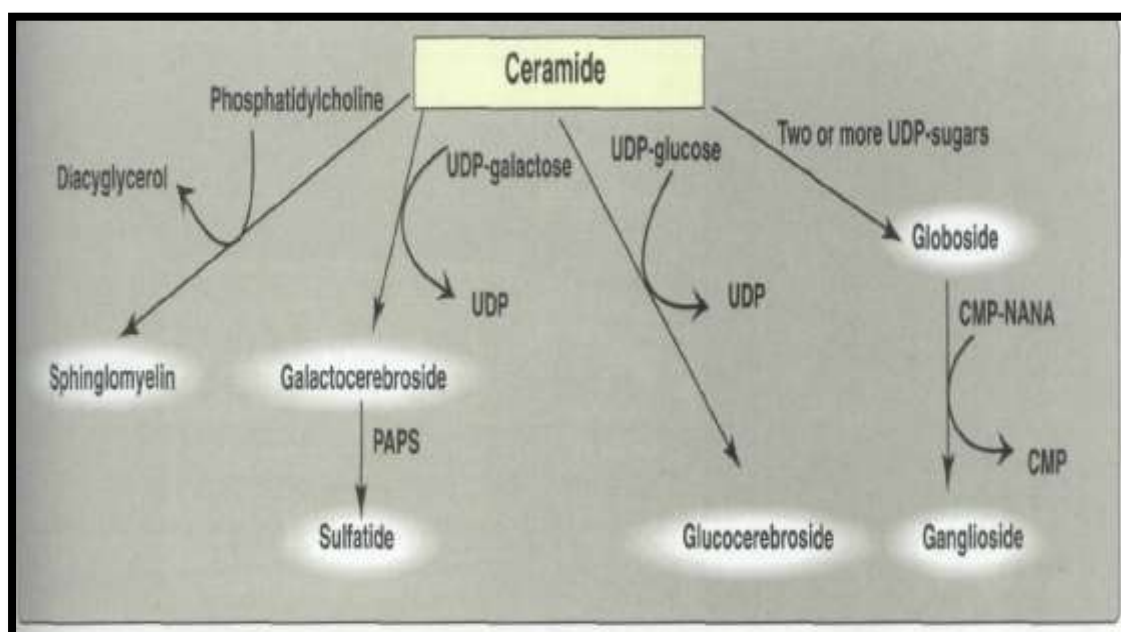 Ceramide
Phosphatidylcholine
Two or more UDP-sugars
UDP-galactose
UDP-glucose
Diacyglycerol
Globoside
UDP
UDP
CMP-NANA
Sphinglomyelin
Galactocerebroside
PAPS
CMP
Sulfatide
Glucocerebroside
Ganglioside